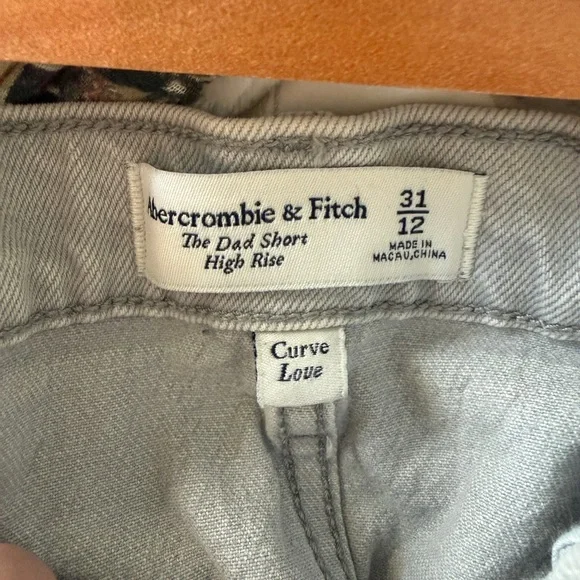 Abercrombie & Fitch
The Dad Short
High Rise
31
12
MADE IN
MACAU,CHINA
Curve
Love